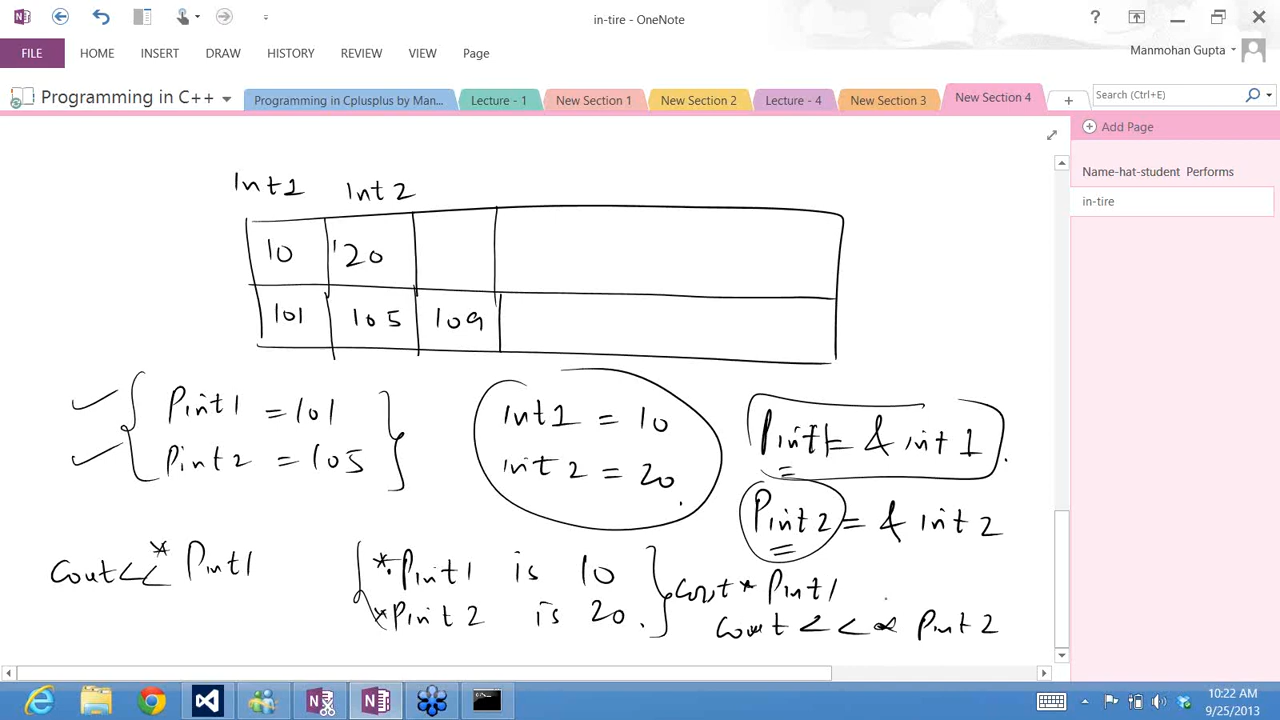 in-tire - OneNote
?
FILE HOME INSERT DRAW HISTORY REVIEW VIEW Page
Manmohan Gupta
Programming in C++
Programming in Cplusplus by Man...
Lecture - 1
New Section 1
New Section 2
Lecture - 4
New Section 3
New Section 4
+
Search (Ctrl+E)
Add Page
Name-hat-student Performs
in-tire
Int1 Int2
10 20
101 105 109
Pint1 = 101
Pint2 = 105
Int1 = 10
int2 = 20.
Pint1 = & int1.
Pint2 = & int2
Cout<< * Pint1
*Pint1 is 10
*Pint2 is 20.
Cout * Pint1
Cout << * Pint2
10:22 AM
9/25/2013